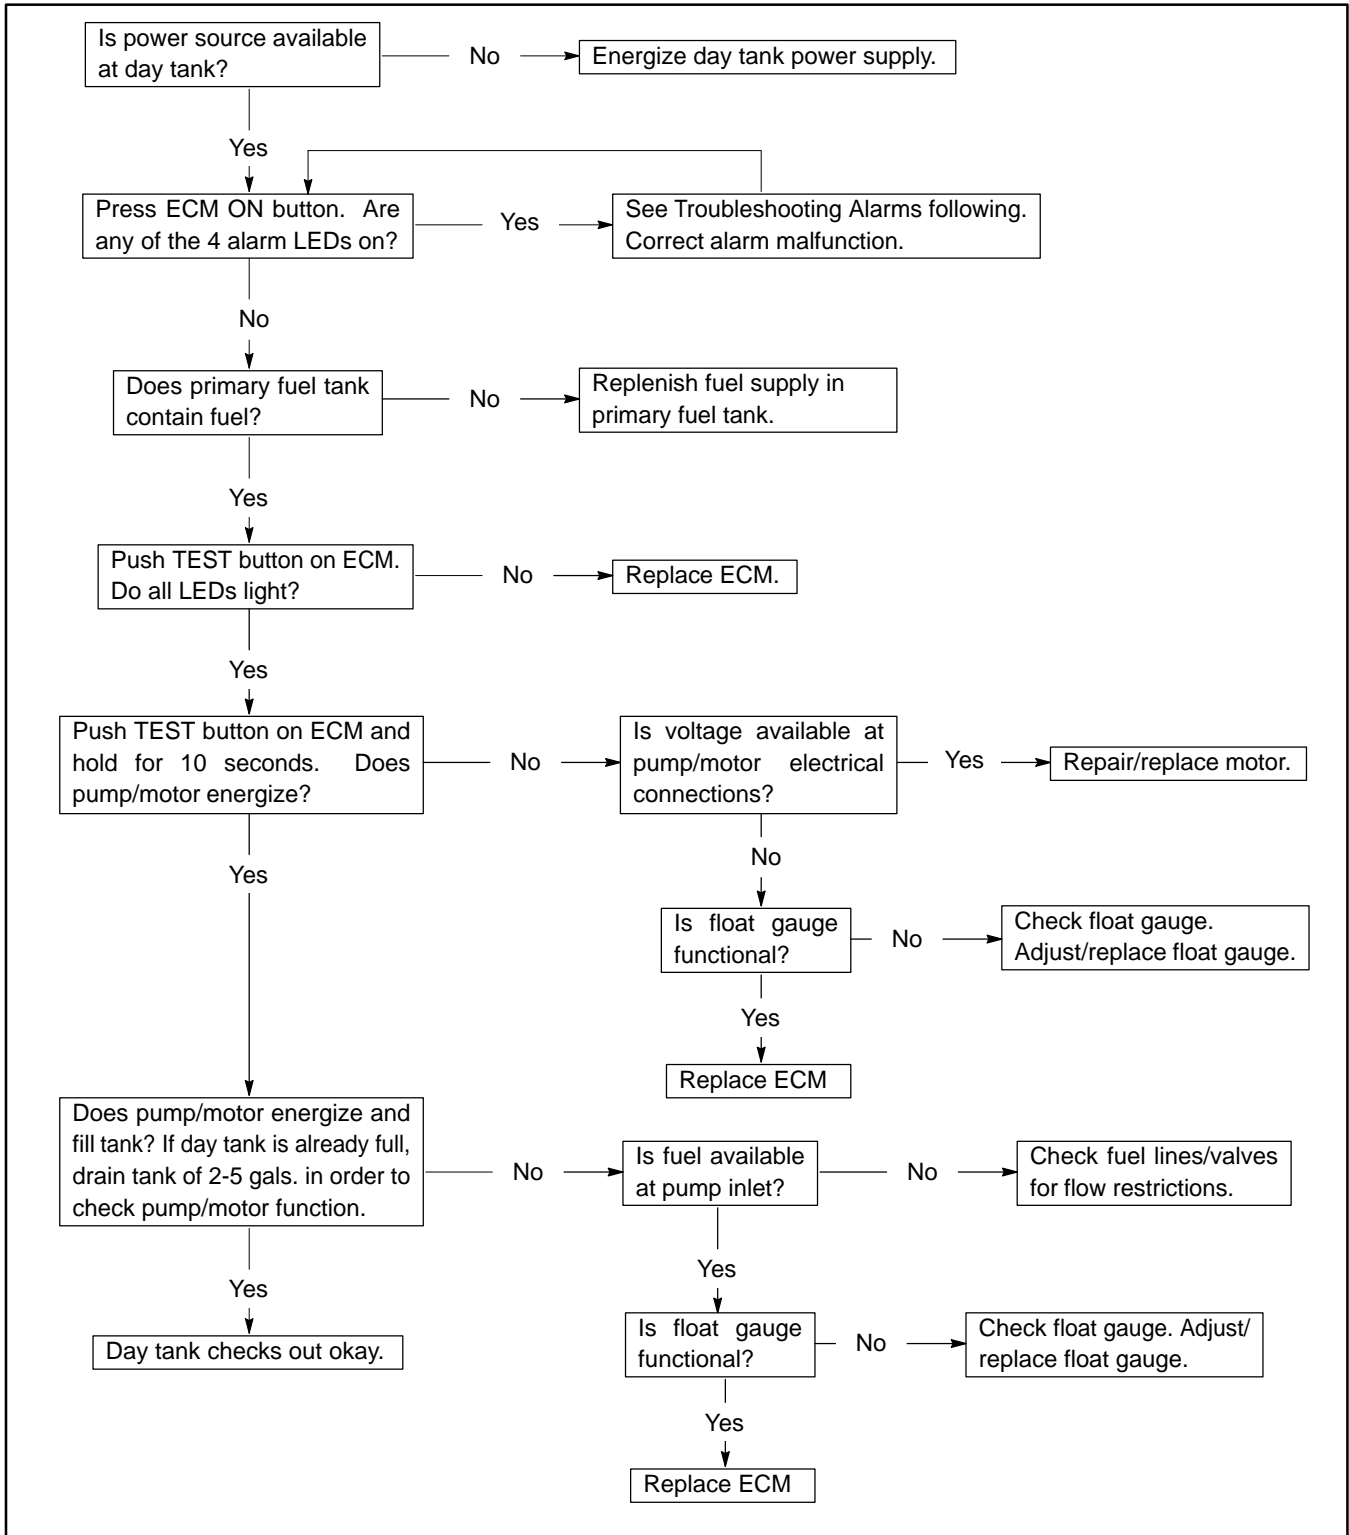 Is power source available
at day tank?
No
Energize day tank power supply.
Yes
Press ECM ON button. Are
any of the 4 alarm LEDs on?
Yes
See Troubleshooting Alarms following.
Correct alarm malfunction.
No
Does primary fuel tank
contain fuel?
No
Replenish fuel supply in
primary fuel tank.
Yes
Push TEST button on ECM.
Do all LEDs light?
No
Replace ECM.
Yes
Push TEST button on ECM and
hold for 10 seconds. Does
pump/motor energize?
No
Is voltage available at
pump/motor electrical
connections?
Yes
Repair/replace motor.
No
Yes
Is float gauge
functional?
No
Check float gauge.
Adjust/replace float gauge.
Yes
Replace ECM
Does pump/motor energize and
fill tank? If day tank is already full,
drain tank of 2-5 gals. in order to
check pump/motor function.
No
Is fuel available
at pump inlet?
No
Check fuel lines/valves
for flow restrictions.
Yes
Yes
Day tank checks out okay.
Is float gauge
functional?
No
Check float gauge. Adjust/
replace float gauge.
Yes
Replace ECM